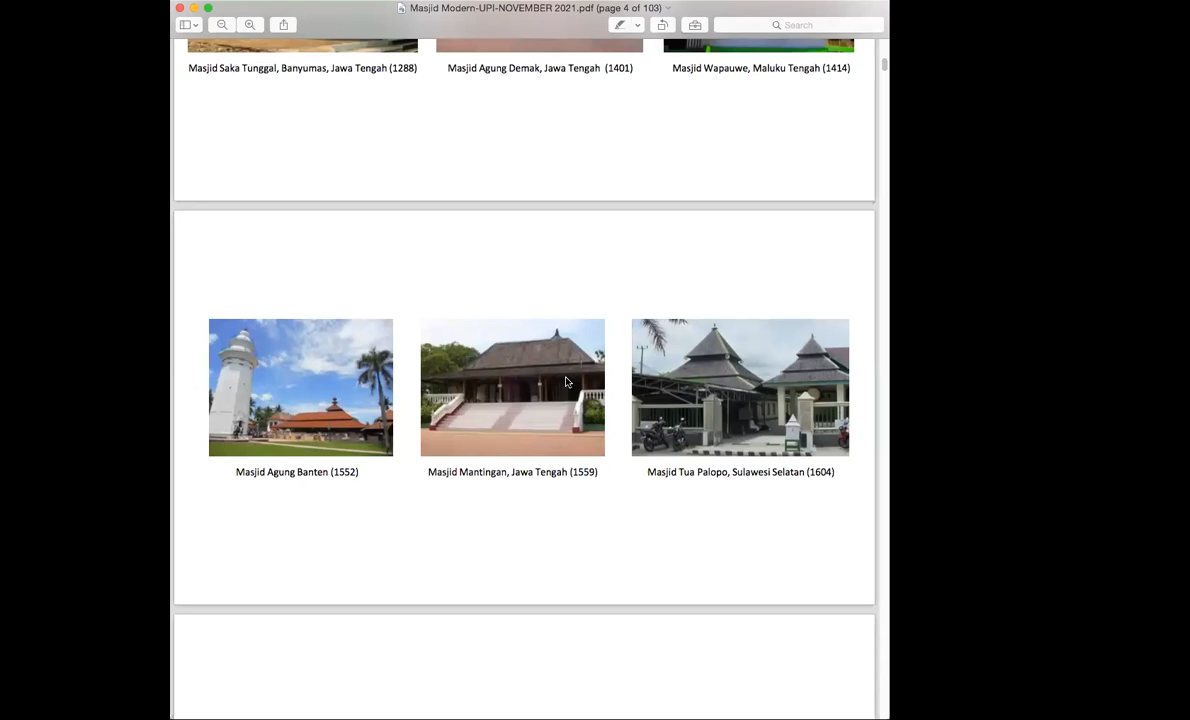 Masjid Modern-UPI-NOVEMBER 2021.pdf (page 4 of 103)
Search
Masjid Saka Tunggal, Banyumas, Jawa Tengah (1288)
Masjid Agung Demak, Jawa Tengah (1401)
Masjid Wapauwe, Maluku Tengah (1414)
Masjid Agung Banten (1552)
Masjid Mantingan, Jawa Tengah (1559)
Masjid Tua Palopo, Sulawesi Selatan (1604)